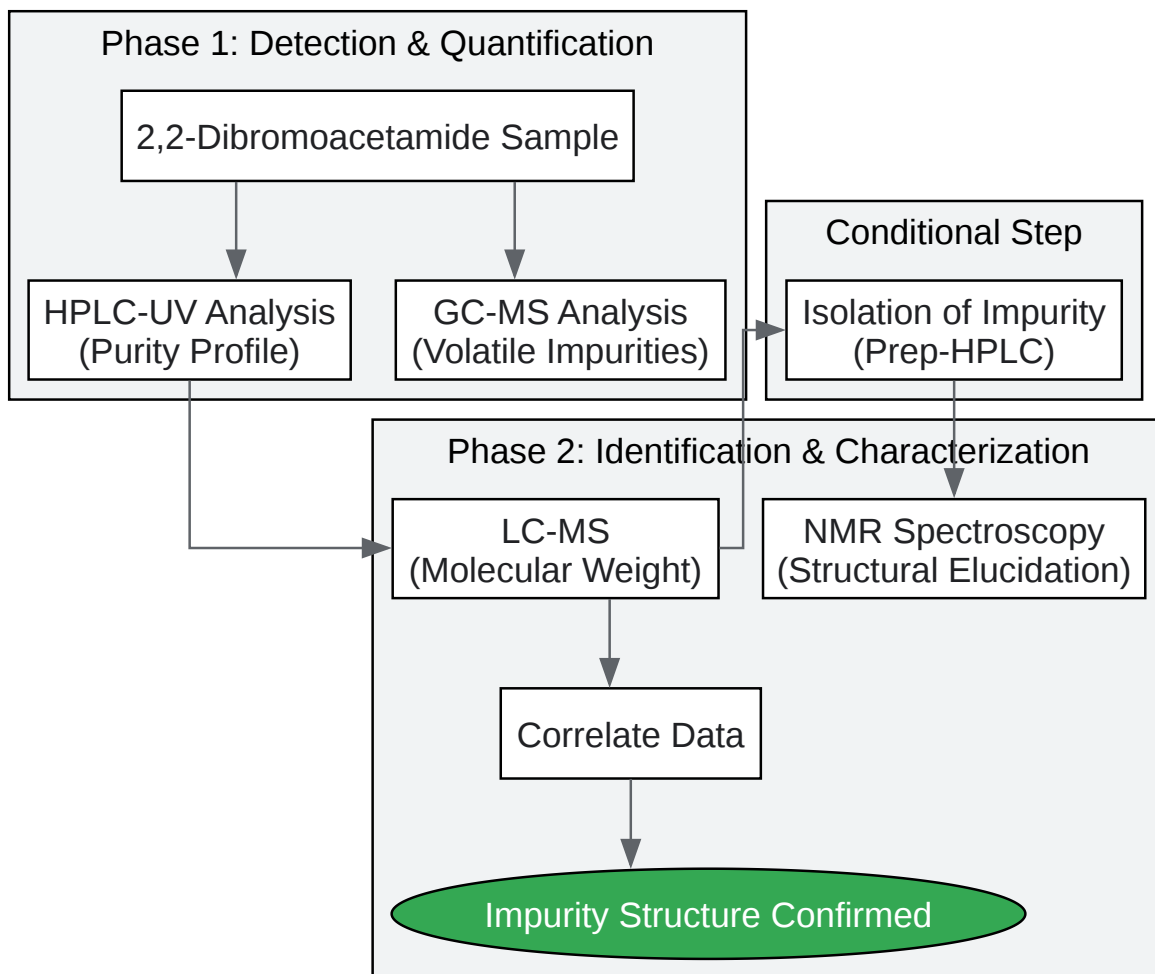 Phase 1: Detection & Quantification
2,2-Dibromoacetamide Sample
HPLC-UV Analysis
(Purity Profile)
GC-MS Analysis
(Volatile Impurities)
Conditional Step
Isolation of Impurity
(Prep-HPLC)
Phase 2: Identification & Characterization
LC-MS
(Molecular Weight)
NMR Spectroscopy
(Structural Elucidation)
Correlate Data
Impurity Structure Confirmed